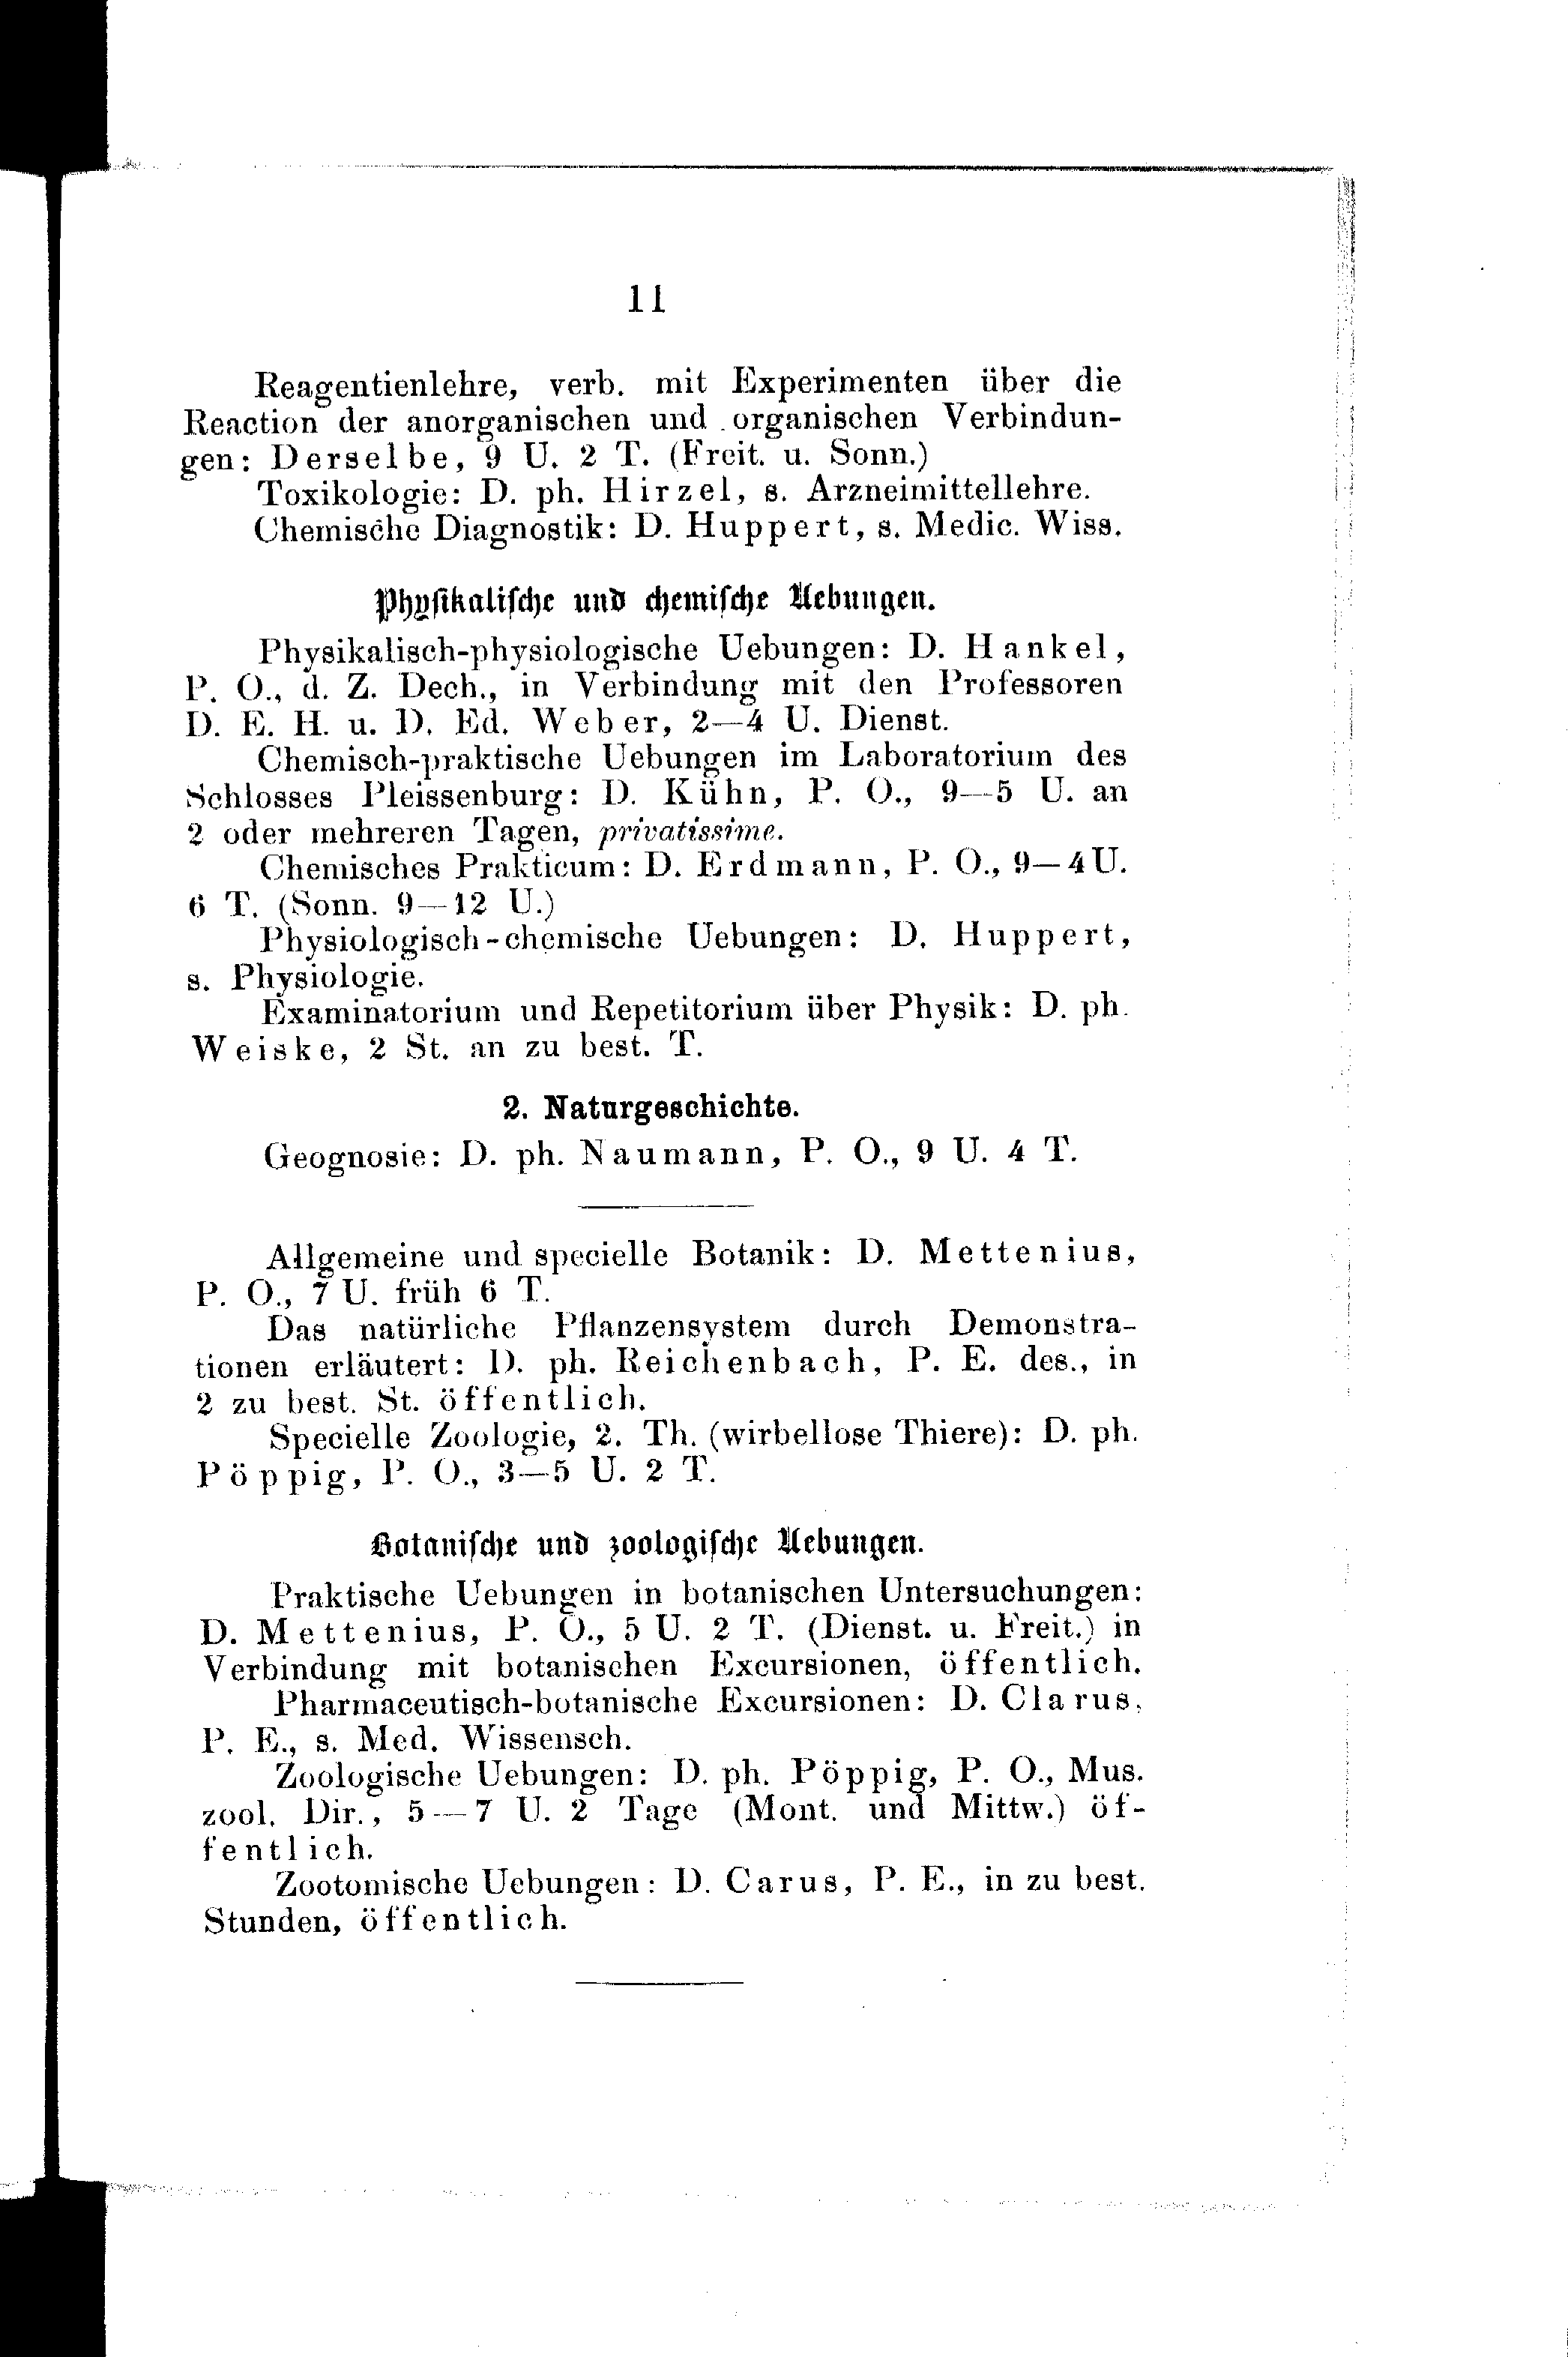 11
Reagentienlehre, verb. mit Experimenten über die
Reaction der anorganischen und organischen Verbindun-
gen: Derselbe, 9 U. 2 T. (Freit. u. Sonn.)
Toxikologie: D. ph. Hirzel, s. Arzneimittellehre.
Chemische Diagnostik: D. Huppert, s. Medic. Wiss.
Physikalische und chemische Uebungen.
Physikalisch-physiologische Uebungen: D. Hankel,
P. O., d. Z. Dech., in Verbindung mit den Professoren
D. E. H. u. D. Ed. Weber, 2—4 U. Dienst.
Chemisch-praktische Uebungen im Laboratorium des
Schlosses Pleissenburg: D. Kühn, P. O., 9—5 U. an
2 oder mehreren Tagen, privatissime.
Chemisches Prakticum: D. Erdmann, P. O., 9—4 U.
6 T. (Sonn. 9—12 U.)
Physiologisch-chemische Uebungen: D. Huppert,
s. Physiologie.
Examinatorium und Repetitorium über Physik: D. ph.
Weiske, 2 St. an zu best. T.
2. Naturgeschichte.
Geognosie: D. ph. Naumann, P. O., 9 U. 4 T.
Allgemeine und specielle Botanik: D. Mettenius,
P. O., 7 U. früh 6 T.
Das natürliche Pflanzensystem durch Demonstra-
tionen erläutert: D. ph. Reichenbach, P. E. des., in
2 zu best. St. öffentlich.
Specielle Zoologie, 2. Th. (wirbellose Thiere): D. ph.
Pöppig, P. O., 3—5 U. 2 T.
Botanische und zoologische Uebungen.
Praktische Uebungen in botanischen Untersuchungen:
D. Mettenius, P. O., 5 U. 2 T. (Dienst. u. Freit.) in
Verbindung mit botanischen Excursionen, öffentlich.
Pharmaceutisch-botanische Excursionen: D. Clarus,
P. E., s. Med. Wissensch.
Zoologische Uebungen: D. ph. Pöppig, P. O., Mus.
zool. Dir., 5—7 U. 2 Tage (Mont. und Mittw.) öf-
fentlich.
Zootomische Uebungen: D. Carus, P. E., in zu best.
Stunden, öffentlich.